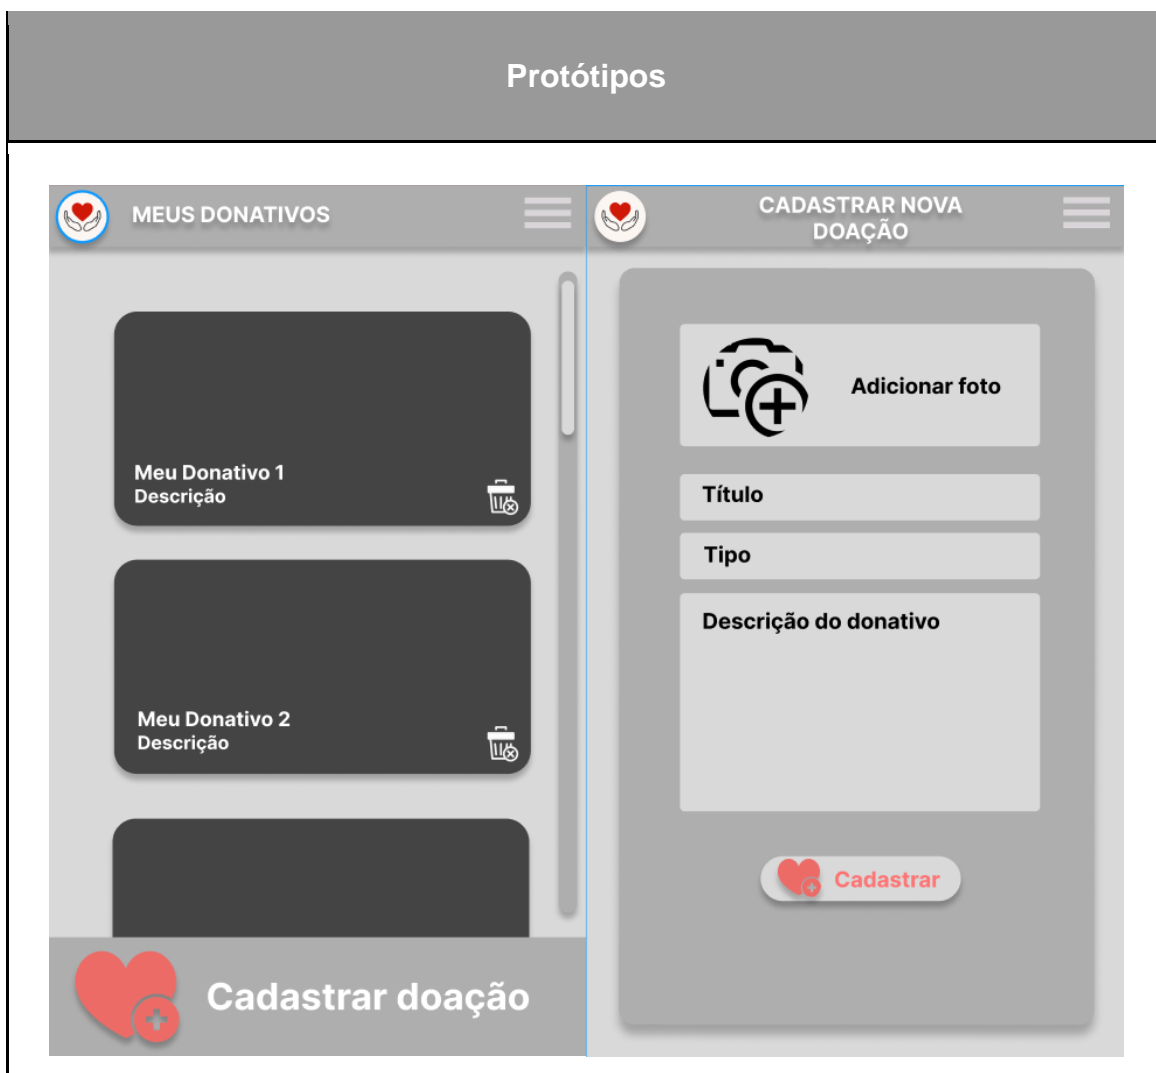 Protótipos
MEUS DONATIVOS
Meu Donativo 1
Descrição
Meu Donativo 2
Descrição
Cadastrar doação
CADASTRAR NOVA
DOAÇÃO
Adicionar foto
Título
Tipo
Descrição do donativo
Cadastrar